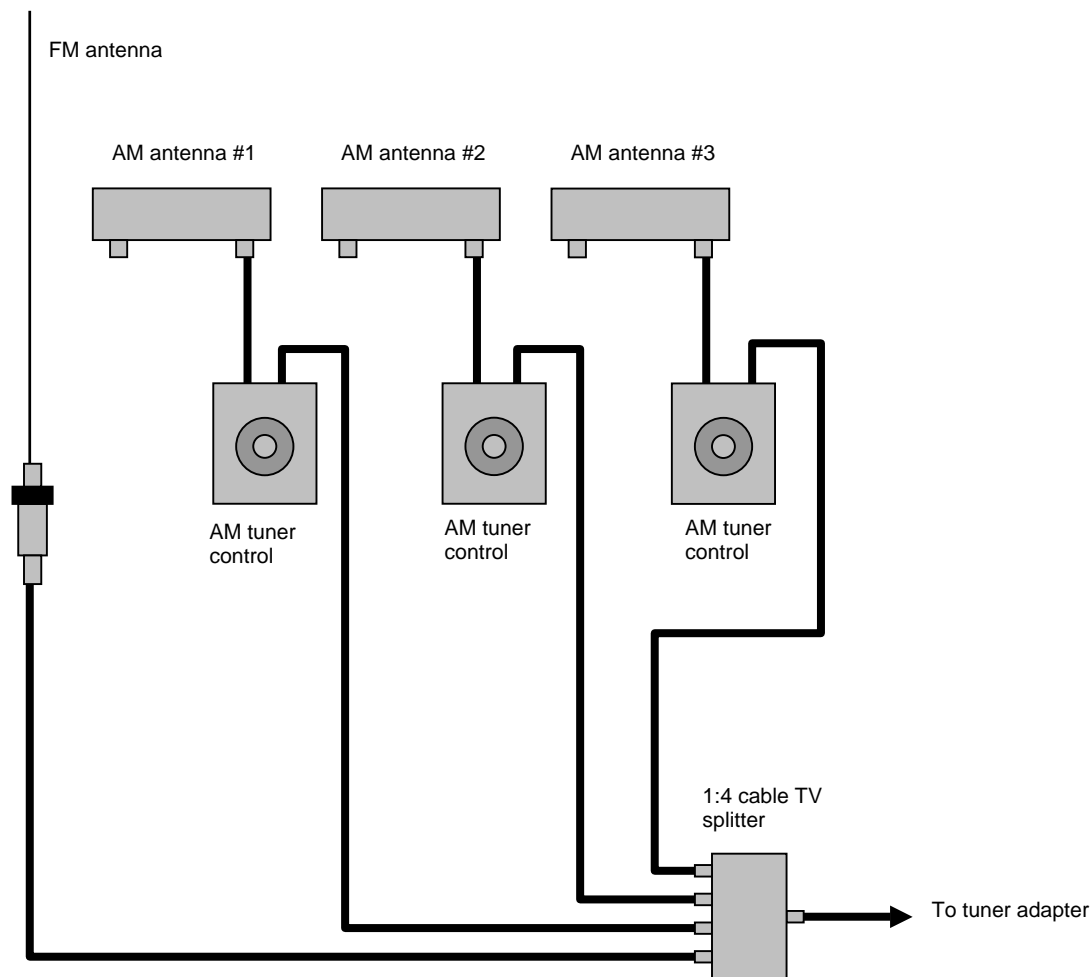 FM antenna
AM antenna #1
AM antenna #2
AM antenna #3
AM tuner
control
AM tuner
control
AM tuner
control
1:4 cable TV
splitter
To tuner adapter